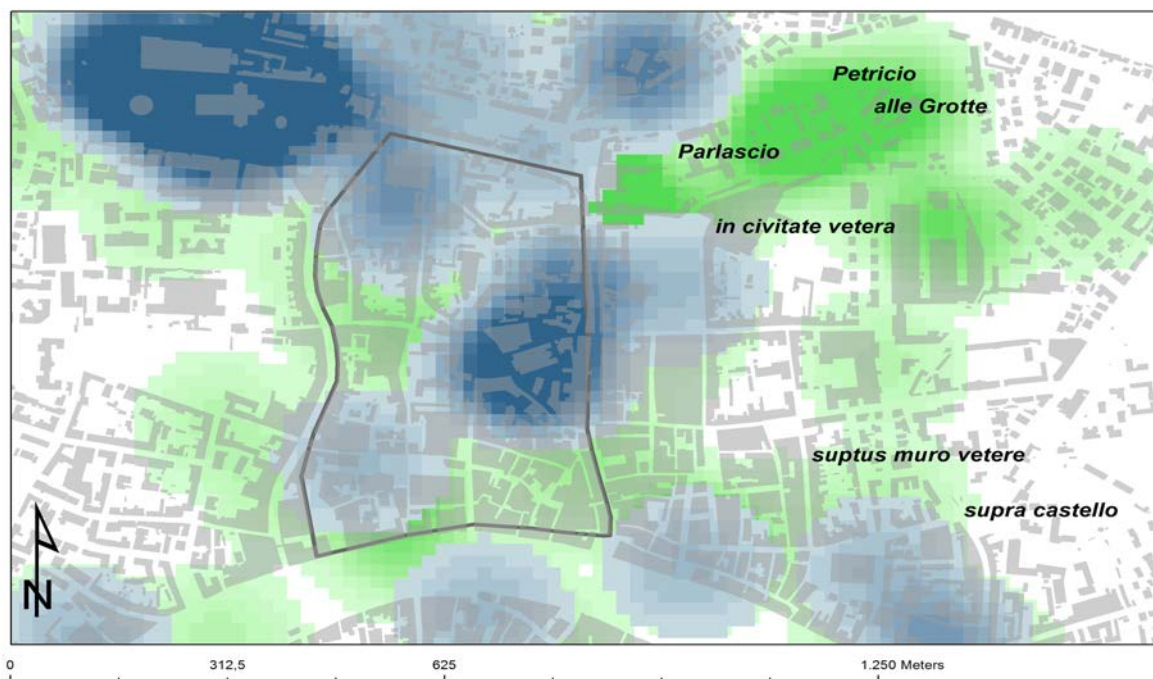 Petricio
alle Grotte
Parlascio
in civitate vetera
suptus muro vetere
supra castello
N
0 312,5 625 1.250 Meters